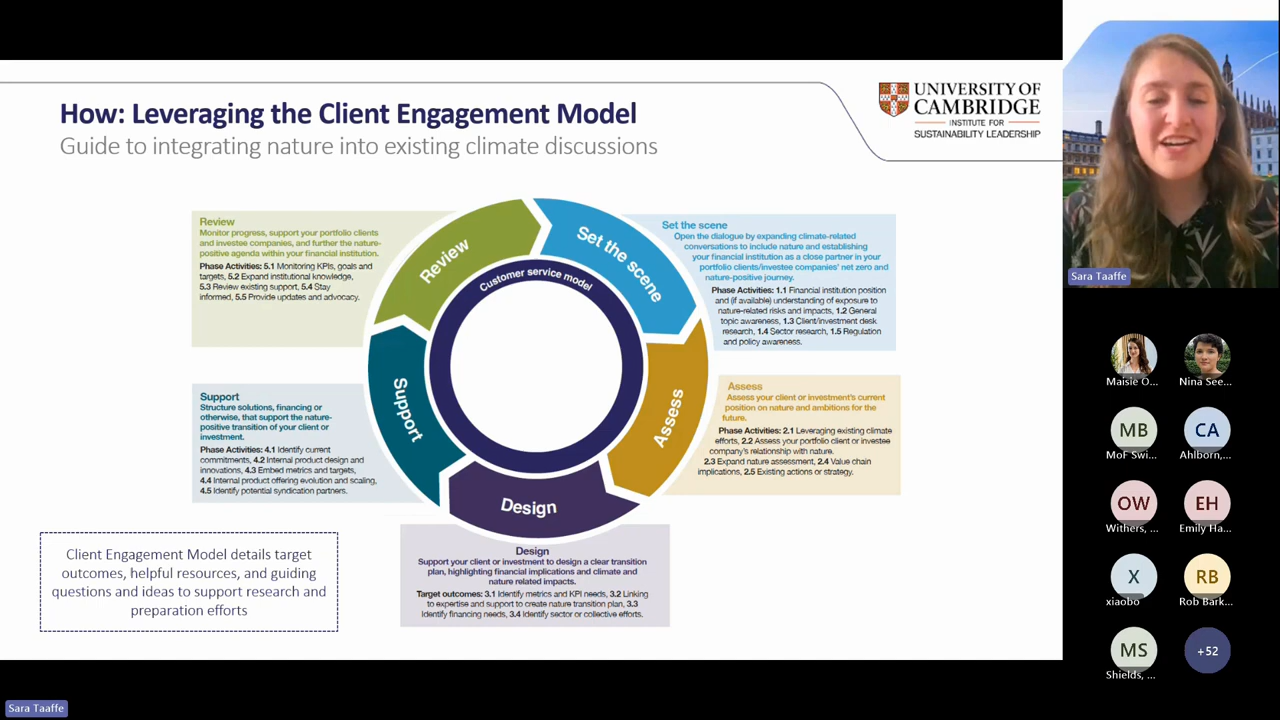 How: Leveraging the Client Engagement Model
Guide to integrating nature into existing climate discussions
UNIVERSITY OF
CAMBRIDGE
INSTITUTE FOR
SUSTAINABILITY LEADERSHIP
Review
Monitor progress, support your portfolio clients
and investee companies, and further the nature-
positive agenda within your financial institution.
Phase Activities: 5.1 Monitoring KPIs, goals and
targets, 5.2 Expand institutional knowledge,
5.3 Review existing support, 5.4 Stay
informed, 5.5 Provide updates and advocacy.
Review
Set the scene
Customer service model
Set the scene
Open the dialogue by expanding climate-related
conversations to include nature and establishing
your financial institution as a close partner in your
portfolio clients/investee companies' net zero and
nature-positive journey.
Phase Activities: 1.1 Financial institution position
and (if available) understanding of exposure to
nature-related risks and impacts, 1.2 General
topic awareness, 1.3 Client/investment desk
research, 1.4 Sector research, 1.5 Regulation
and policy awareness.
Support
Structure solutions, financing or
otherwise, that support the nature-
positive transition of your client or
investment.
Phase Activities: 4.1 Identify current
commitments, 4.2 Internal product design and
innovations, 4.3 Embed metrics and targets,
4.4 Internal product offering evolution and scaling,
4.5 Identify potential syndication partners.
Support
Assess
Assess
Assess your client or investment's current
position on nature and ambitions for the
future.
Phase Activities: 2.1 Leveraging existing climate
efforts, 2.2 Assess your portfolio client or investee
company's relationship with nature.
2.3 Expand nature assessment, 2.4 Value chain
implications, 2.5 Existing actions or strategy.
Design
Design
Support your client or investment to design a clear transition
plan, highlighting financial implications and climate and
nature related impacts.
Target outcomes: 3.1 Identify metrics and KPI needs, 3.2 Linking
to expertise and support to create nature transition plan, 3.3
Identify financing needs, 3.4 Identify sector or collective efforts.
Client Engagement Model details target
outcomes, helpful resources, and guiding
questions and ideas to support research and
preparation efforts
Sara Taaffe
Maisie O...
Nina See...
MB
CA
MoF Swi...
Ahlborn,...
OW
EH
Withers, ...
Emily Ha...
X
RB
xiaobo
Rob Bark...
MS
+52
Shields, ...
Sara Taaffe